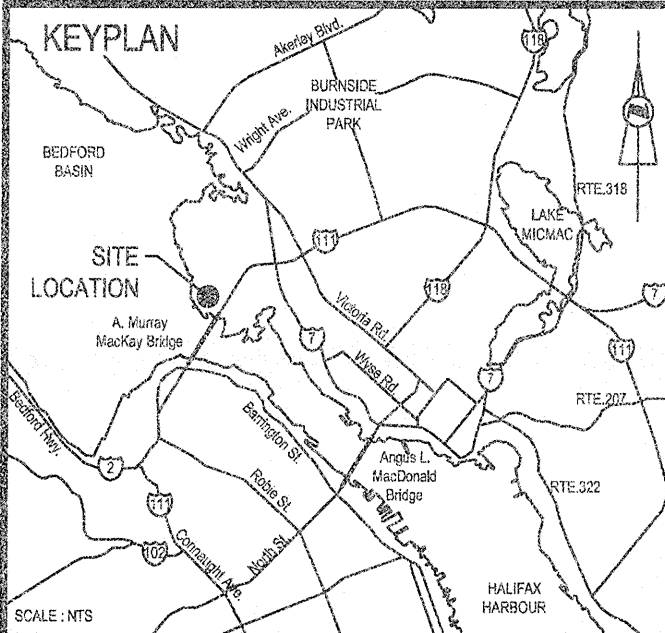 KEYPLAN
Akerley Blvd.
118
BURNSIDE
INDUSTRIAL
PARK
Wright Ave.
BEDFORD
BASIN
RTE.318
LAKE
MICMAC
111
SITE
LOCATION
118
7
A. Murray
MacKay Bridge
Victoria Rd.
7
Wyse Rd.
111
7
Bedford Hwy.
RTE.207
Barrington St.
Angus L.
MacDonald
Bridge
2
Robie St.
RTE.322
111
North St.
102
Connaught Ave.
HALIFAX
HARBOUR
SCALE : NTS